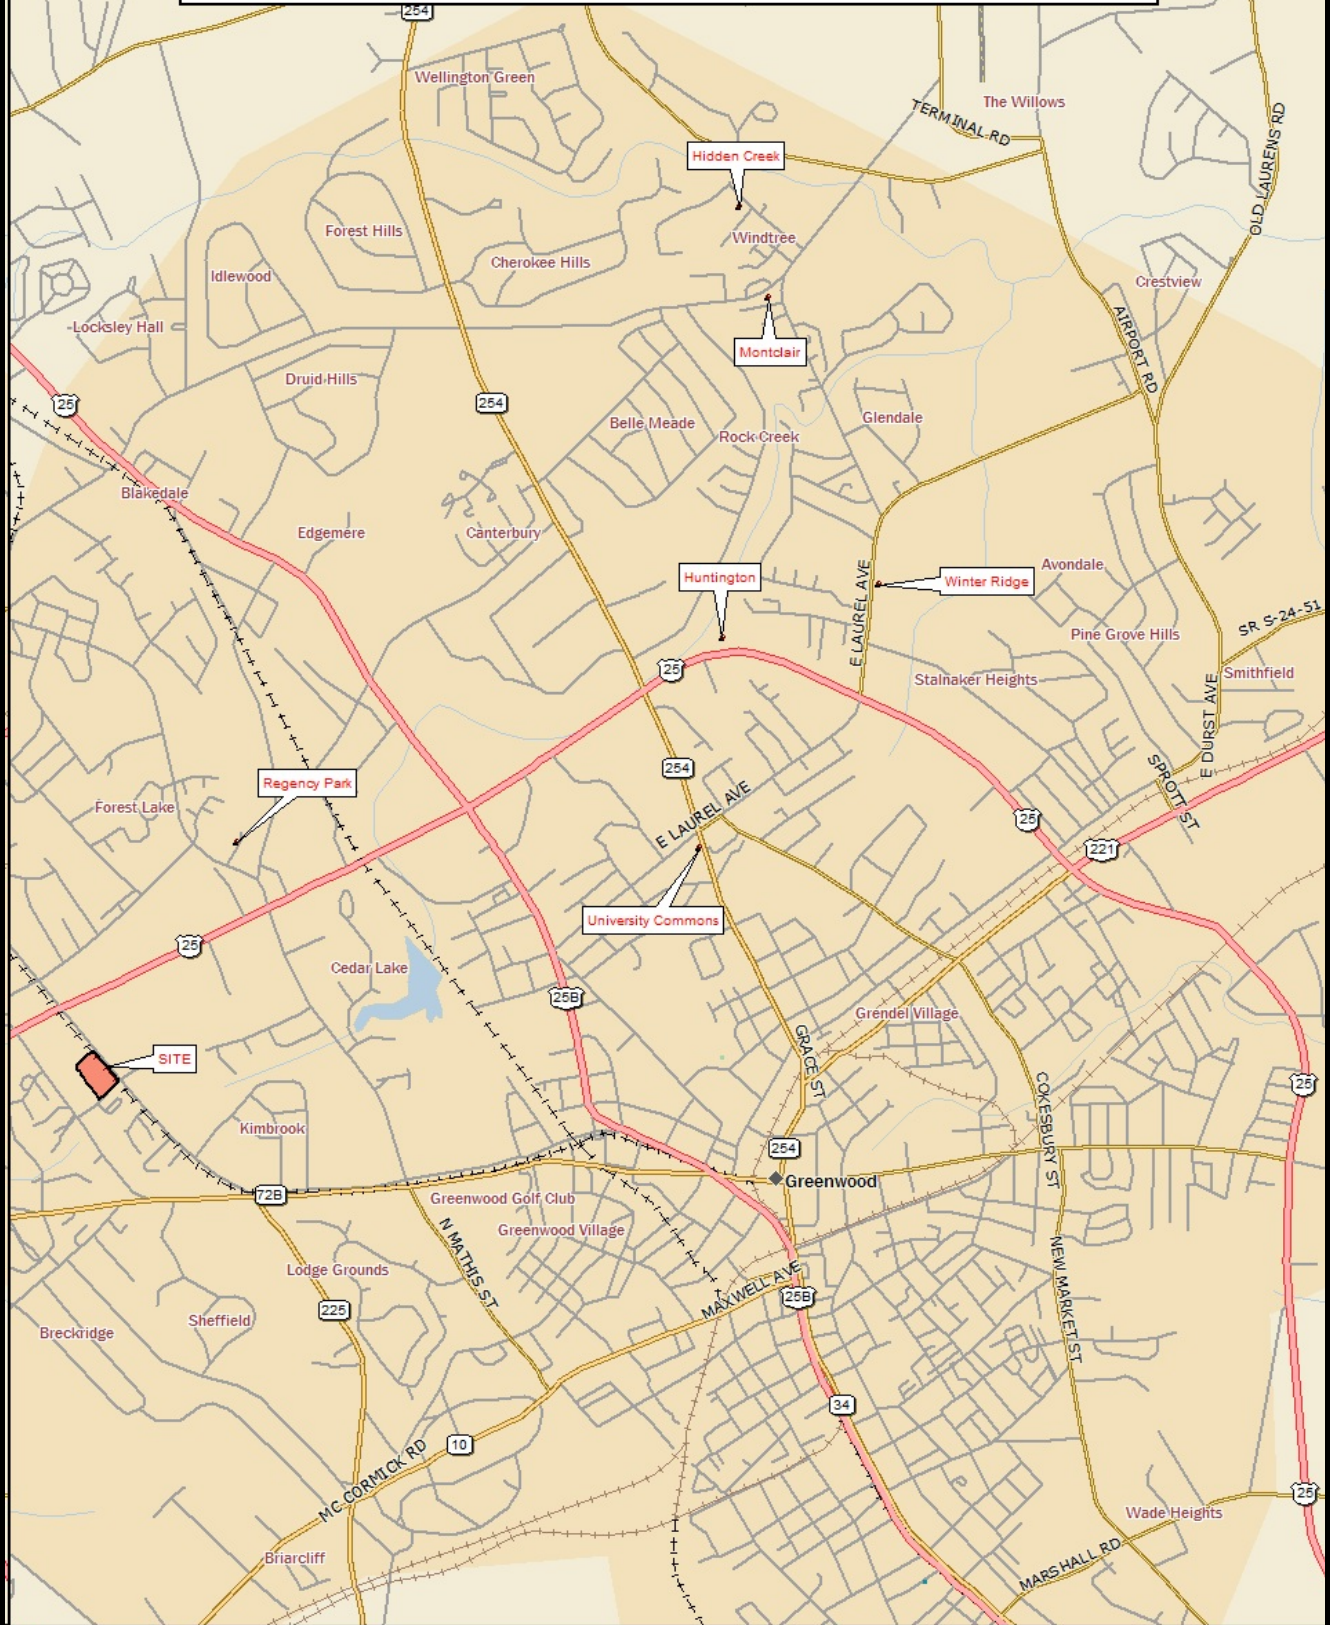 254
Wellington Green
The Willows
TERMINAL RD
OLD LAURENS RD
Hidden Creek
Forest Hills
Windtree
Cherokee Hills
Idlewood
Crestview
Locksley Hall
Montclair
AIRPORT RD
Druid Hills
25
254
Belle Meade
Rock Creek
Glendale
Blakedale
Edgemere
Canterbury
Avondale
Huntington
Winter Ridge
E LAUREL AVE
SR S-24-51
Pine Grove Hills
25
Stalnaker Heights
Smithfield
E DURST AVE
254
Regency Park
SPROTT ST
Forest Lake
E LAUREL AVE
25
221
University Commons
25
Cedar Lake
25B
Grendel Village
GRACE ST
SITE
25
COKESBURY ST
Kimbrook
254
Greenwood
72B
Greenwood Golf Club
Greenwood Village
N MATHIS ST
Lodge Grounds
MAXWELL AVE
25B
NEW MARKET ST
225
Sheffield
Breckridge
34
10
MC CORMICK RD
25
Wade Heights
Briarcliff
MARSHALL RD